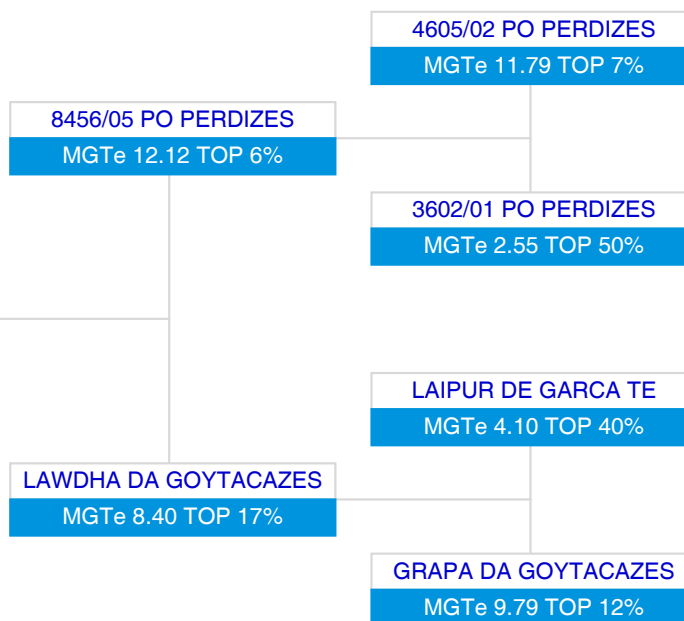 4605/02 PO PERDIZES
MGTe 11.79 TOP 7%
8456/05 PO PERDIZES
MGTe 12.12 TOP 6%
3602/01 PO PERDIZES
MGTe 2.55 TOP 50%
LAIPUR DE GARCA TE
MGTe 4.10 TOP 40%
LAWDHA DA GOYTACAZES
MGTe 8.40 TOP 17%
GRAPA DA GOYTACAZES
MGTe 9.79 TOP 12%